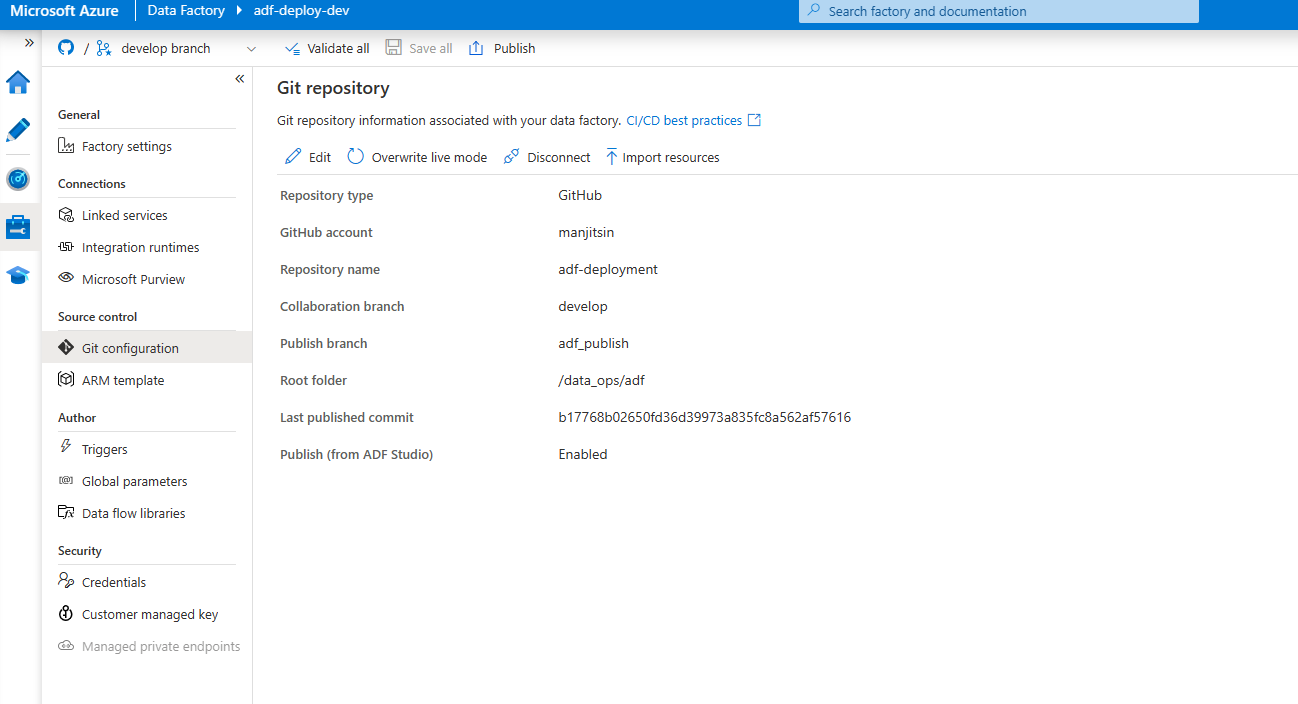 Microsoft Azure
Data Factory
adf-deploy-dev
Search factory and documentation
/ develop branch
Validate all
Save all
Publish
General
Factory settings
Connections
Linked services
Integration runtimes
Microsoft Purview
Source control
Git configuration
ARM template
Author
Triggers
Global parameters
Data flow libraries
Security
Credentials
Customer managed key
Managed private endpoints
Git repository
Git repository information associated with your data factory. CI/CD best practices
Edit
Overwrite live mode
Disconnect
Import resources
Repository type GitHub
GitHub account manjitsin
Repository name adf-deployment
Collaboration branch develop
Publish branch adf_publish
Root folder /data_ops/adf
Last published commit b17768b02650fd36d39973a835fc8a562af57616
Publish (from ADF Studio) Enabled